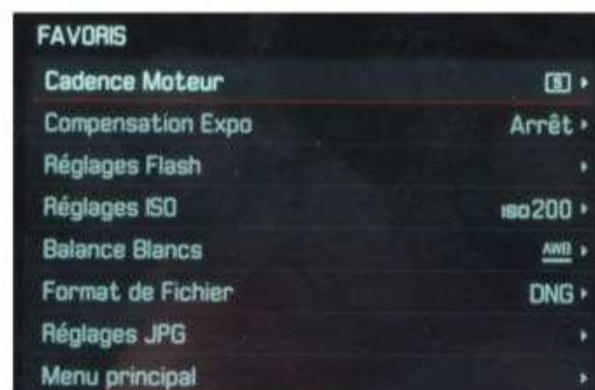 FAVORIS
Cadence Moteur S
Compensation Expo Arrêt
Réglages Flash
Réglages ISO ISO200
Balance Blancs AWB
Format de Fichier DNG
Réglages JPG
Menu principal